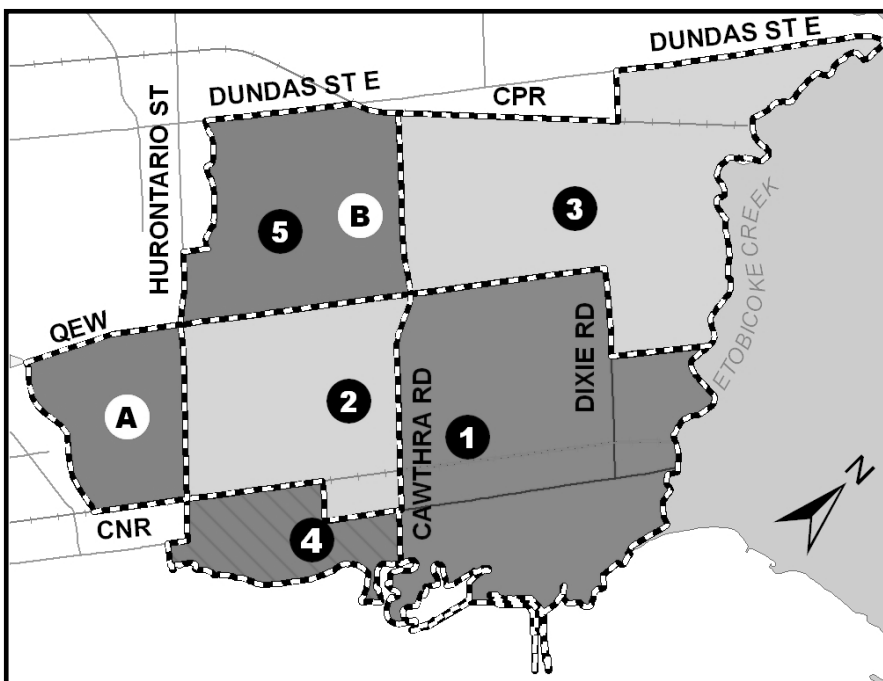 DUNDAS ST E
DUNDAS ST E
CPR
HURONTARIO ST
3
B
5
ETOBICOKE CREEK
QEW
DIXIE RD
A
2
CAWTHRA RD
1
N
CNR
4